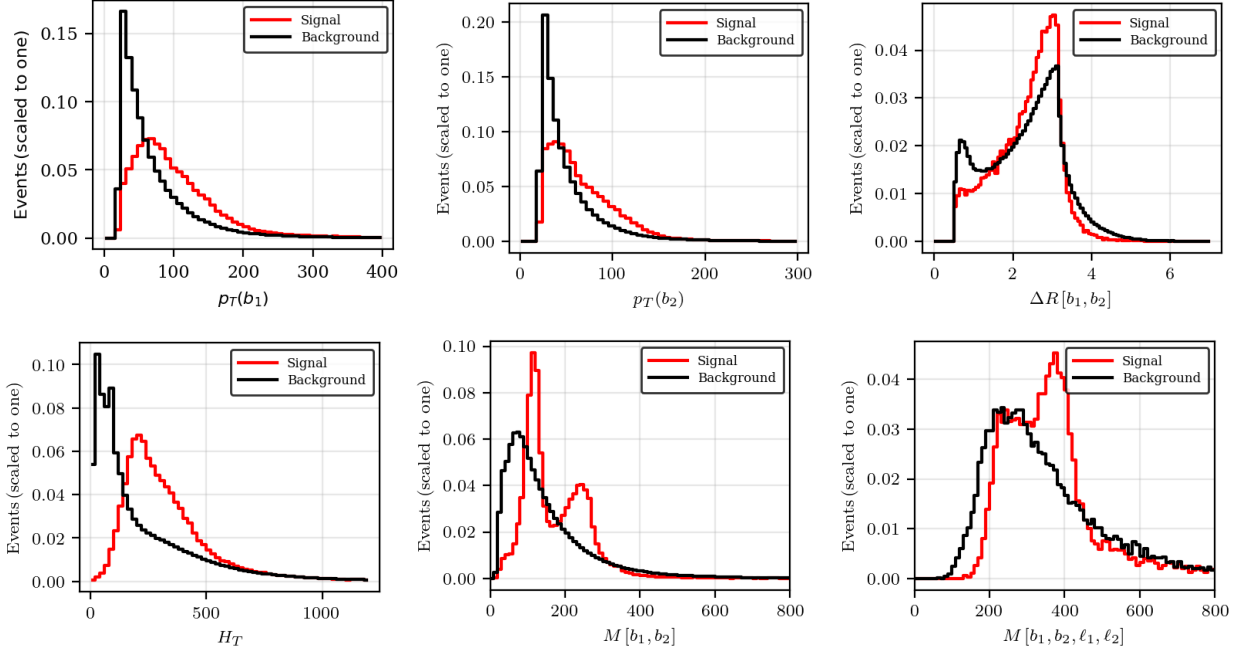 Signal
Background
Events (scaled to one)
0.15
0.10
0.05
0.00
0 100 200 300 400
p_T(b_1)
Signal
Background
Events (scaled to one)
0.20
0.15
0.10
0.05
0.00
0 100 200 300
p_T(b_2)
Signal
Background
Events (scaled to one)
0.04
0.03
0.02
0.01
0.00
0 2 4 6
ΔR[b_1, b_2]
Signal
Background
Events (scaled to one)
0.10
0.08
0.06
0.04
0.02
0.00
0 500 1000
H_T
Signal
Background
Events (scaled to one)
0.10
0.08
0.06
0.04
0.02
0.00
0 200 400 600 800
M[b_1, b_2]
Signal
Background
Events (scaled to one)
0.04
0.03
0.02
0.01
0.00
0 200 400 600 800
M[b_1, b_2, ℓ_1, ℓ_2]